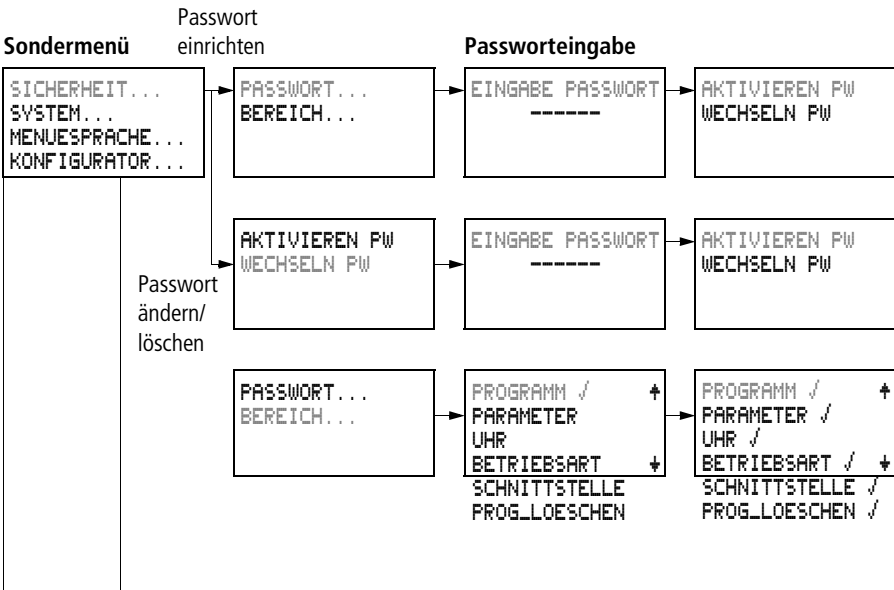 Passwort
einrichten
Sondermenü
Passworteingabe
SICHERHEIT...
SYSTEM...
MENUESPRACHE...
KONFIGURATOR...
PASSWORT...
BEREICH...
EINGABE PASSWORT
------
AKTIVIEREN PW
WECHSELN PW
Passwort
ändern/
löschen
AKTIVIEREN PW
WECHSELN PW
EINGABE PASSWORT
------
AKTIVIEREN PW
WECHSELN PW
PASSWORT...
BEREICH...
PROGRAMM √
PARAMETER
UHR
BETRIEBSART
SCHNITTSTELLE
PROG_LOESCHEN
PROGRAMM √
PARAMETER √
UHR √
BETRIEBSART √
SCHNITTSTELLE √
PROG_LOESCHEN √